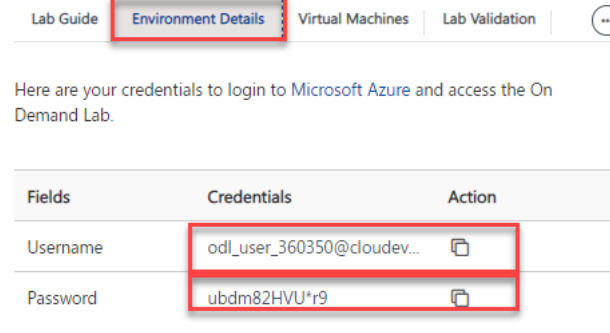 Lab Guide Environment Details Virtual Machines Lab Validation ...
Here are your credentials to login to Microsoft Azure and access the On
Demand Lab.
Fields Credentials Action
Username odl_user_360350@cloudev...
Password ubdm82HVU*r9